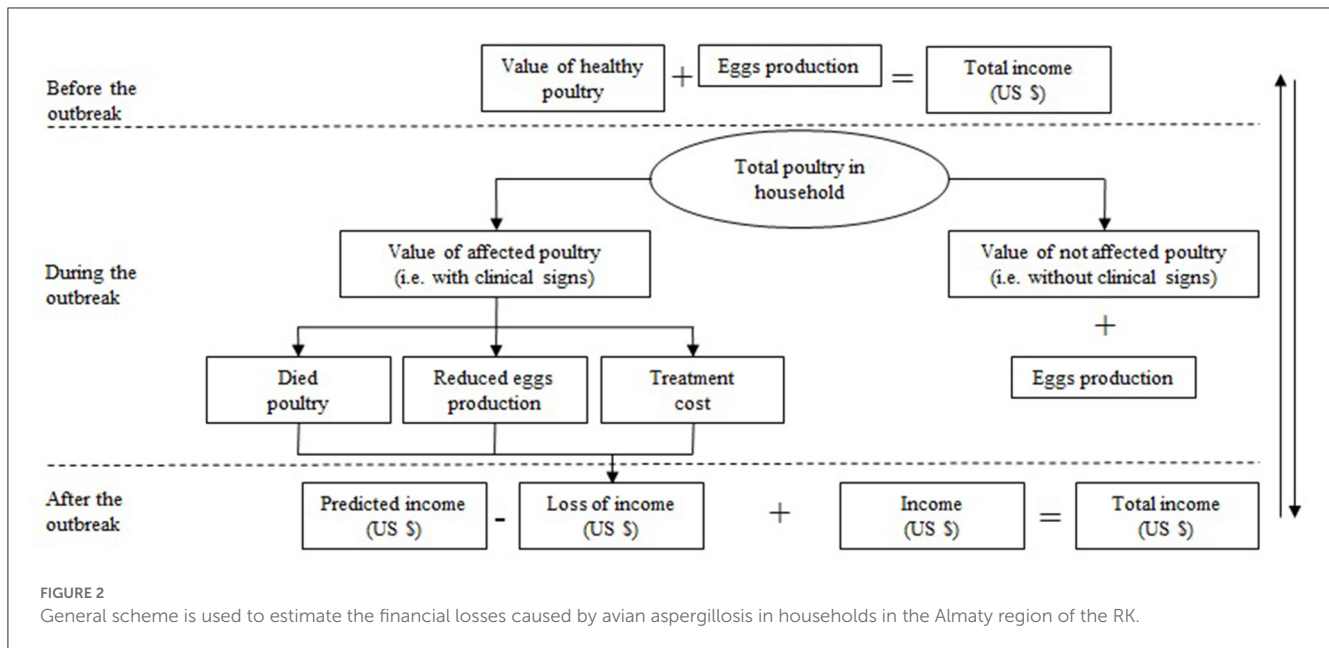 Before the
outbreak
Value of healthy
poultry
+
Eggs production
=
Total income
(US $)
Total poultry in
household
During the
outbreak
Value of affected poultry
(i.e. with clinical signs)
Value of not affected poultry
(i.e. without clinical signs)
+
Eggs production
Died
poultry
Reduced eggs
production
Treatment
cost
After the
outbreak
Predicted income
(US $)
-
Loss of income
(US $)
+
Income
(US $)
=
Total income
(US $)
FIGURE 2
General scheme is used to estimate the financial losses caused by avian aspergillosis in households in the Almaty region of the RK.